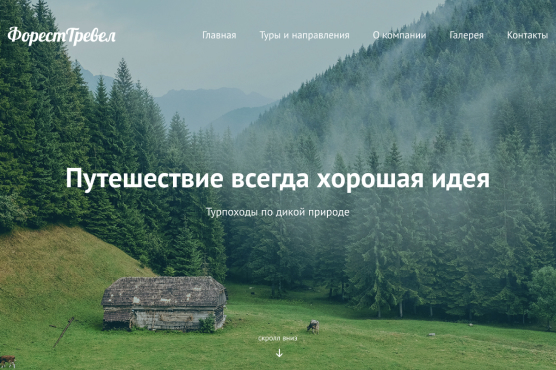 ФорестТревел
Главная Туры и направления О компании Галерея Контакты
Путешествие всегда хорошая идея
Турпоходы по дикой природе
скролл вниз